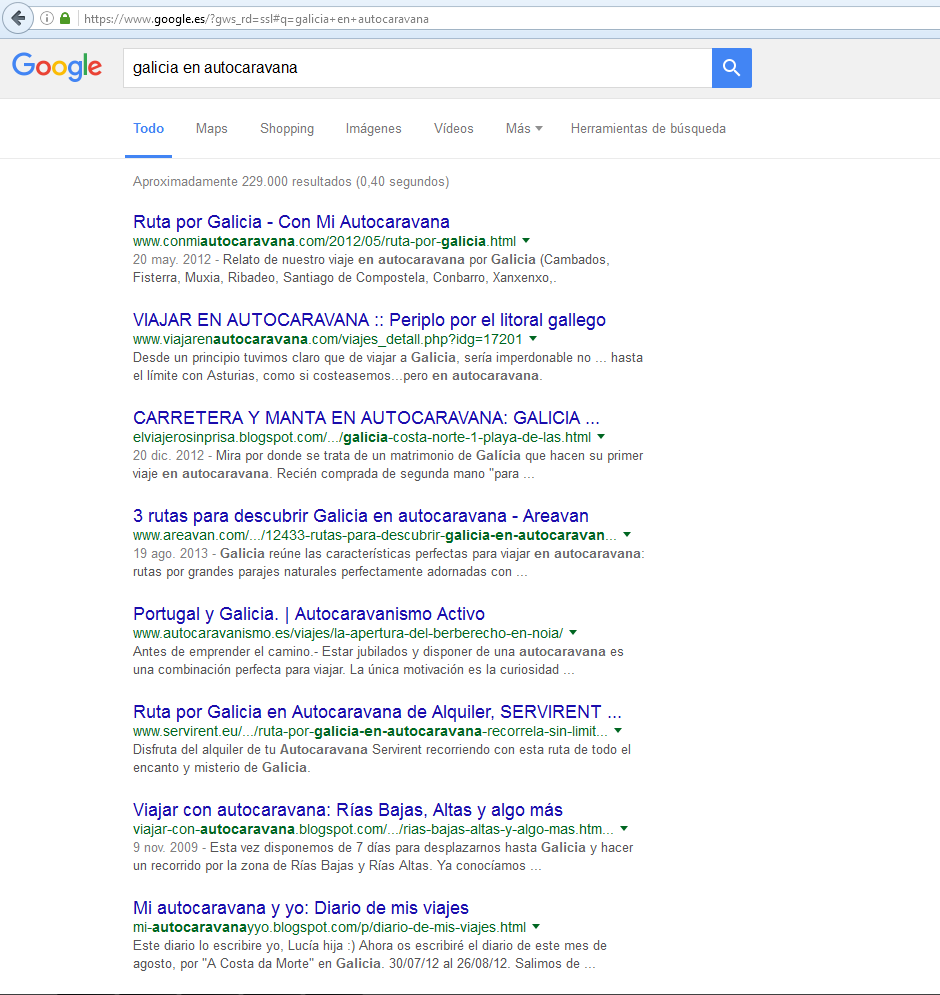 https://www.google.es/?gws_rd=ssl#q=galicia+en+autocaravana
Google
galicia en autocaravana
Todo Maps Shopping Imágenes Vídeos Más Herramientas de búsqueda
Aproximadamente 229.000 resultados (0,40 segundos)
Ruta por Galicia - Con Mi Autocaravana
www.conmiautocaravana.com/2012/05/ruta-por-galicia.html
20 may. 2012 - Relato de nuestro viaje en autocaravana por Galicia (Cambados,
Fisterra, Muxia, Ribadeo, Santiago de Compostela, Conbarro, Xanxenxo,.
VIAJAR EN AUTOCARAVANA :: Periplo por el litoral gallego
www.viajarenautocaravana.com/viajes_detall.php?idg=17201
Desde un principio tuvimos claro que de viajar a Galicia, sería imperdonable no ... hasta
el límite con Asturias, como si costeasemos...pero en autocaravana.
CARRETERA Y MANTA EN AUTOCARAVANA: GALICIA ...
elviajerosinprisa.blogspot.com/.../galicia-costa-norte-1-playa-de-las.html
20 dic. 2012 - Mira por donde se trata de un matrimonio de Galícia que hacen su primer
viaje en autocaravana. Recién comprada de segunda mano "para ...
3 rutas para descubrir Galicia en autocaravana - Areavan
www.areavan.com/.../12433-rutas-para-descubrir-galicia-en-autocaravan...
19 ago. 2013 - Galicia reúne las características perfectas para viajar en autocaravana:
rutas por grandes parajes naturales perfectamente adornadas con ...
Portugal y Galicia. | Autocaravanismo Activo
www.autocaravanismo.es/viajes/la-apertura-del-berberecho-en-noia/
Antes de emprender el camino.- Estar jubilados y disponer de una autocaravana es
una combinación perfecta para viajar. La única motivación es la curiosidad ...
Ruta por Galicia en Autocaravana de Alquiler, SERVIRENT ...
www.servirent.eu/.../ruta-por-galicia-en-autocaravana-recorrela-sin-limit...
Disfruta del alquiler de tu Autocaravana Servirent recorriendo con esta ruta de todo el
encanto y misterio de Galicia.
Viajar con autocaravana: Rías Bajas, Altas y algo más
viajar-con-autocaravana.blogspot.com/.../rias-bajas-altas-y-algo-mas.htm...
9 nov. 2009 - Esta vez disponemos de 7 días para desplazarnos hasta Galicia y hacer
un recorrido por la zona de Rías Bajas y Rías Altas. Ya conocíamos ...
Mi autocaravana y yo: Diario de mis viajes
mi-autocaravanayyo.blogspot.com/p/diario-de-mis-viajes.html
Este diario lo escribire yo, Lucía hija :) Ahora os escribiré el diario de este mes de
agosto, por "A Costa da Morte" en Galicia. 30/07/12 al 26/08/12. Salimos de ...